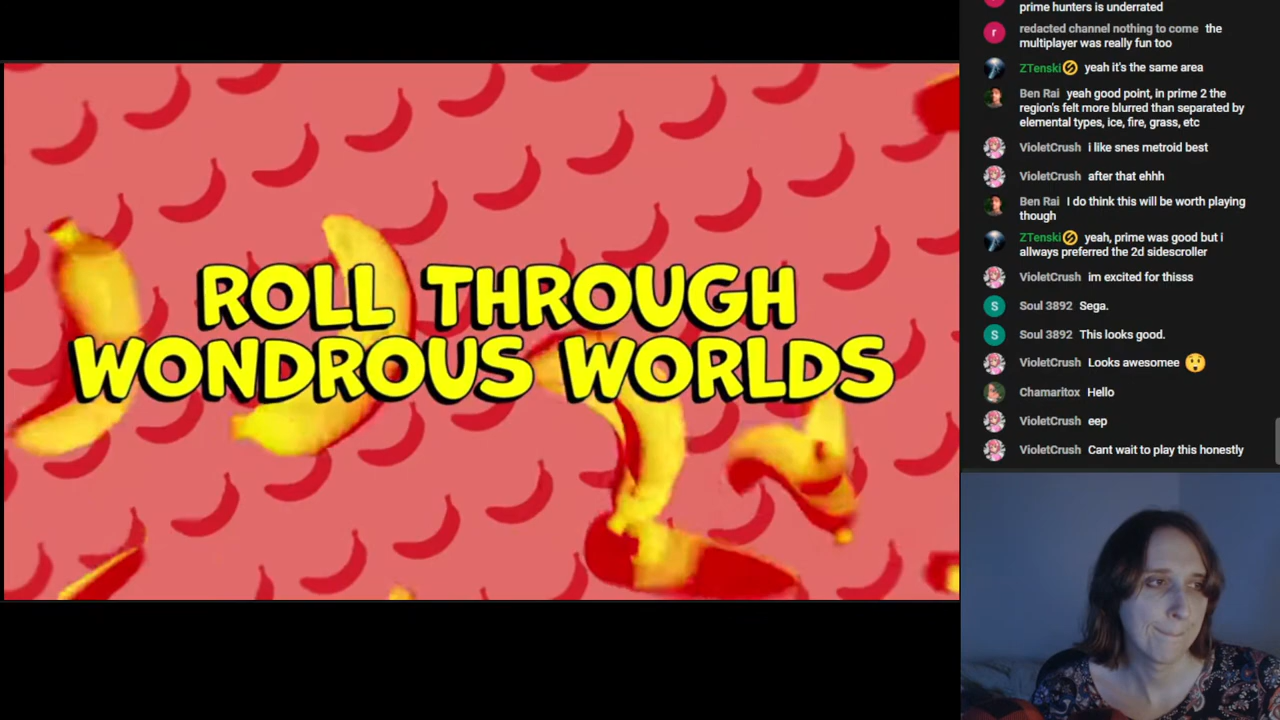 ROLL THROUGH
WONDROUS WORLDS
prime hunters is underrated
r redacted channel nothing to come the
multiplayer was really fun too
ZTenski yeah it's the same area
Ben Rai yeah good point, in prime 2 the
region's felt more blurred than separated by
elemental types, ice, fire, grass, etc
VioletCrush i like snes metroid best
VioletCrush after that ehhh
Ben Rai I do think this will be worth playing
though
ZTenski yeah, prime was good but i
allways preferred the 2d sidescroller
VioletCrush im excited for thisss
S Soul 3892 Sega.
S Soul 3892 This looks good.
VioletCrush Looks awesomee 😲
Chamaritox Hello
VioletCrush eep
VioletCrush Cant wait to play this honestly